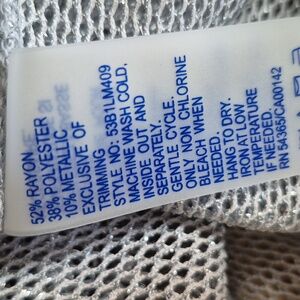 52% RAYON
38% POLYESTER
10% METALLIC
EXCLUSIVE OF
TRIMMING
STYLE NO: 53B1LM409
MACHINE WASH COLD,
INSIDE OUT AND
SEPARATELY.
GENTLE CYCLE.
ONLY NON CHLORINE
BLEACH WHEN
NEEDED.
HANG TO DRY.
IRON AT LOW
TEMPERATURE
IF NEEDED.
RN 54365/CA00142